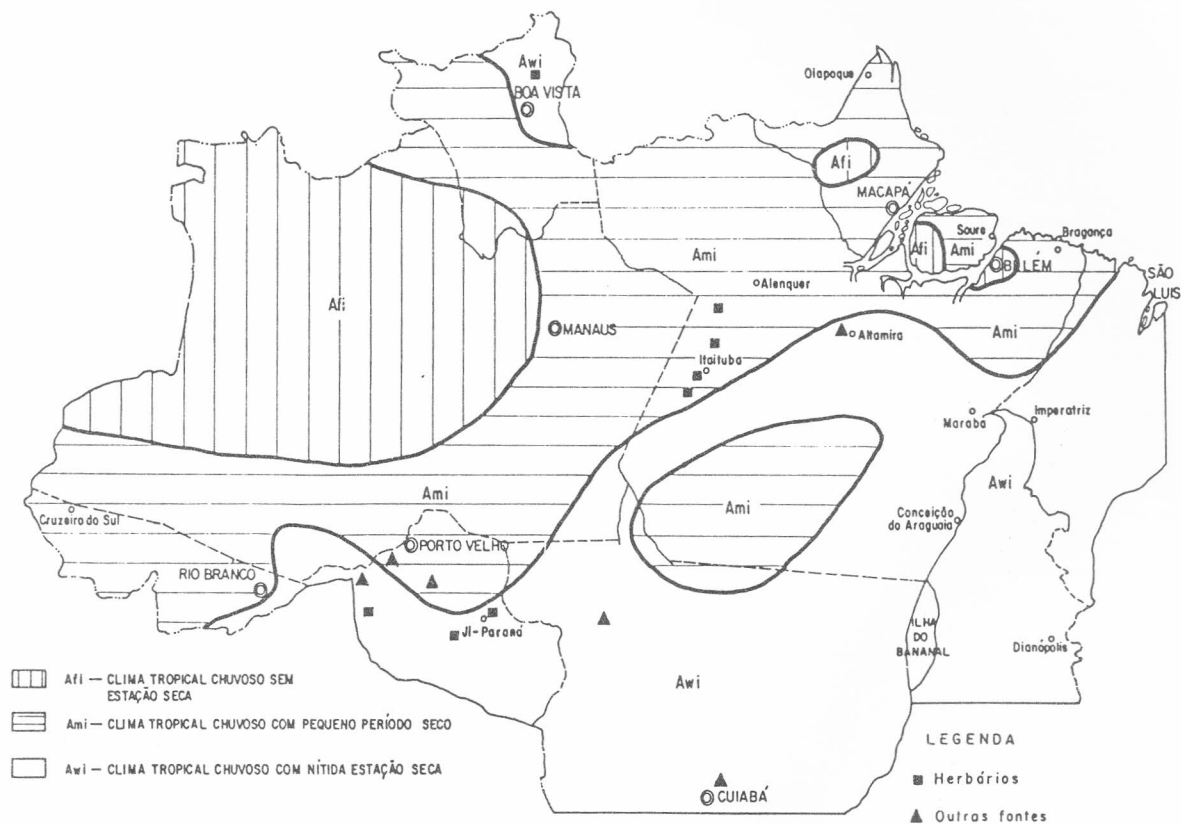 Awi
BOA VISTA
Oiapoque
Afi
MACAPÁ
Soure
Bragança
Afi
Ami
BELÉM
SÃO
LUIS
Ami
Alenquer
Afi
MANAUS
Altamira
Ami
Itaituba
Marabá
Imperatriz
Ami
Ami
Awi
Cruzeiro do Sul
Conceição
do Araguaia
PORTO VELHO
RIO BRANCO
Ji-Paraná
ILHA
DO
BANANAL
Dianópolis
Awi
CUIABÁ
Afi — CLIMA TROPICAL CHUVOSO SEM
ESTAÇÃO SECA
Ami — CLIMA TROPICAL CHUVOSO COM PEQUENO PERÍODO SECO
Awi — CLIMA TROPICAL CHUVOSO COM NÍTIDA ESTAÇÃO SECA
LEGENDA
Herbários
Outras fontes